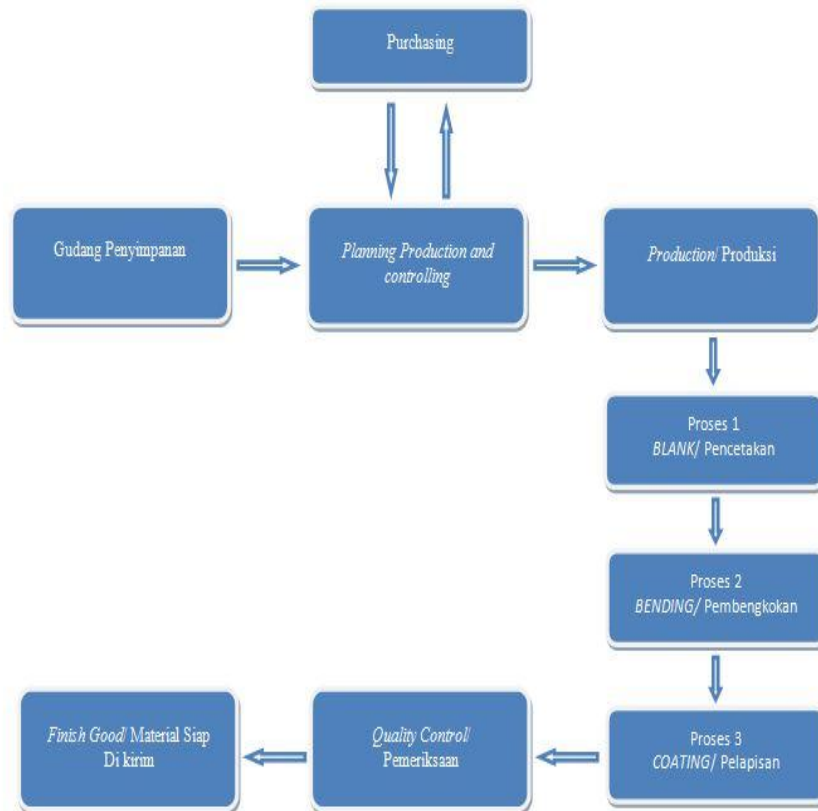 Purchasing
Gudang Penyimpanan
Planning Production and
controlling
Production/ Produksi
Proses 1
BLANK/ Pencetakan
Proses 2
BENDING/ Pembengkokan
Proses 3
COATING/ Pelapisan
Quality Control/
Pemeriksaan
Finish Good/ Material Siap
Di kirim